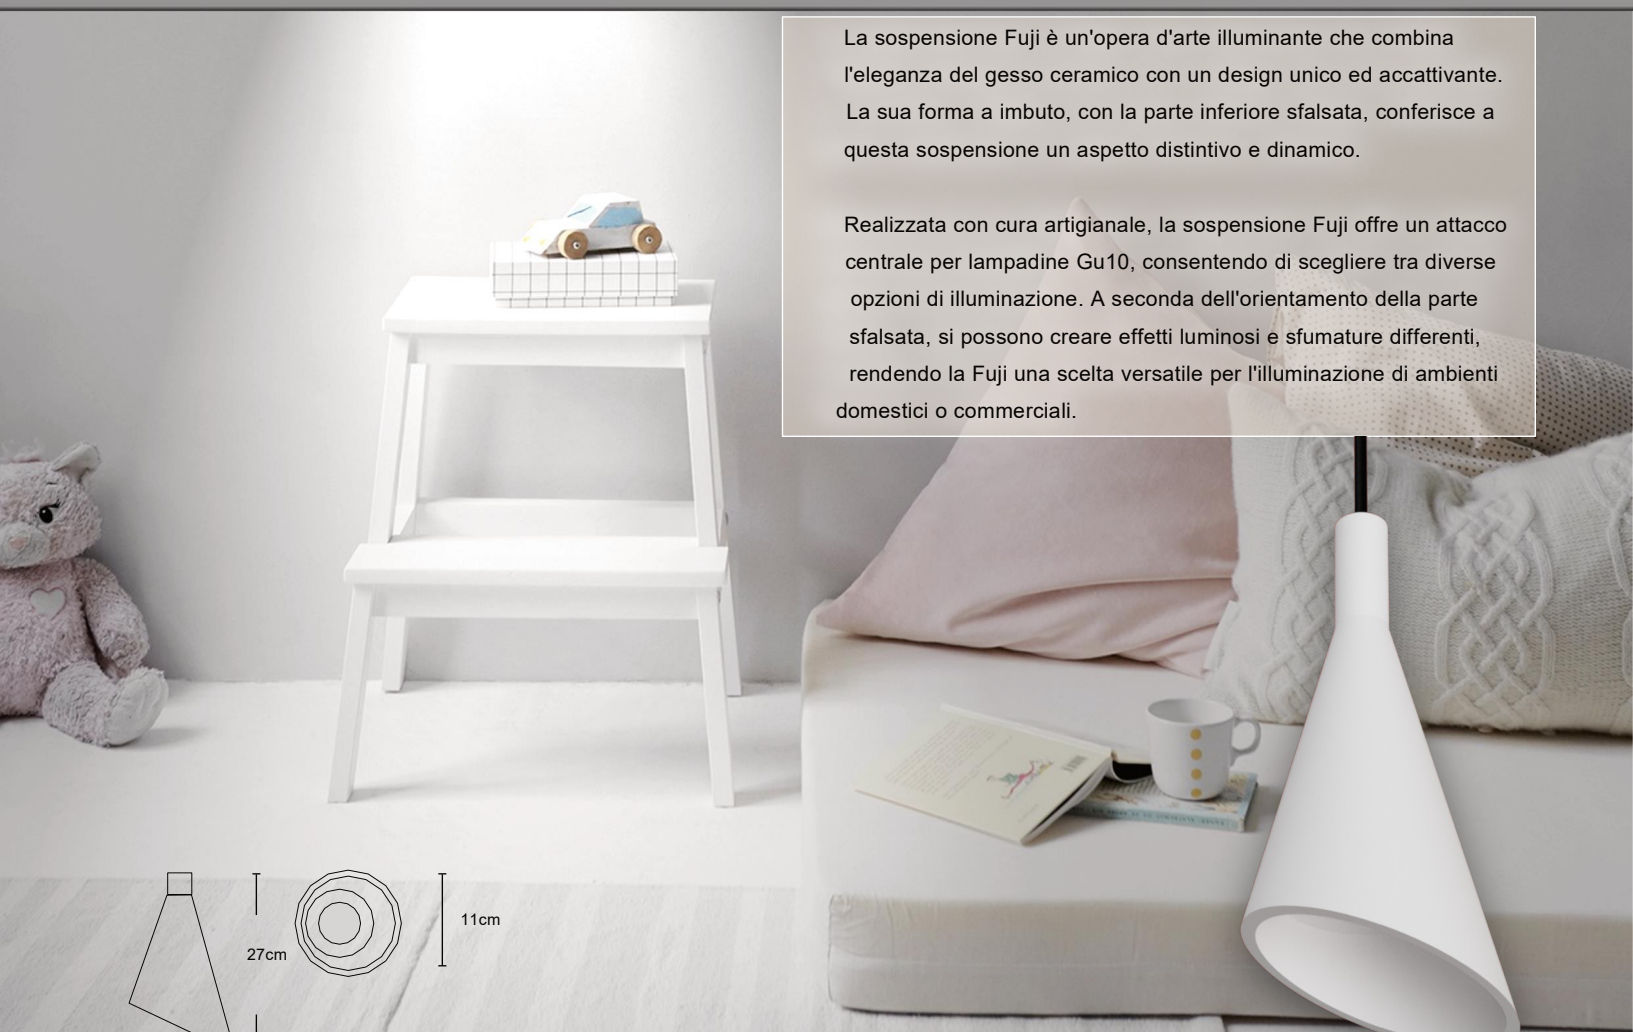 La sospensione Fuji è un'opera d'arte illuminante che combina
l'eleganza del gesso ceramico con un design unico ed accattivante.
La sua forma a imbuto, con la parte inferiore sfalsata, conferisce a
questa sospensione un aspetto distintivo e dinamico.
Realizzata con cura artigianale, la sospensione Fuji offre un attacco
centrale per lampadine Gu10, consentendo di scegliere tra diverse
opzioni di illuminazione. A seconda dell'orientamento della parte
sfalsata, si possono creare effetti luminosi e sfumature differenti,
rendendo la Fuji una scelta versatile per l'illuminazione di ambienti
domestici o commerciali.
11cm
27cm